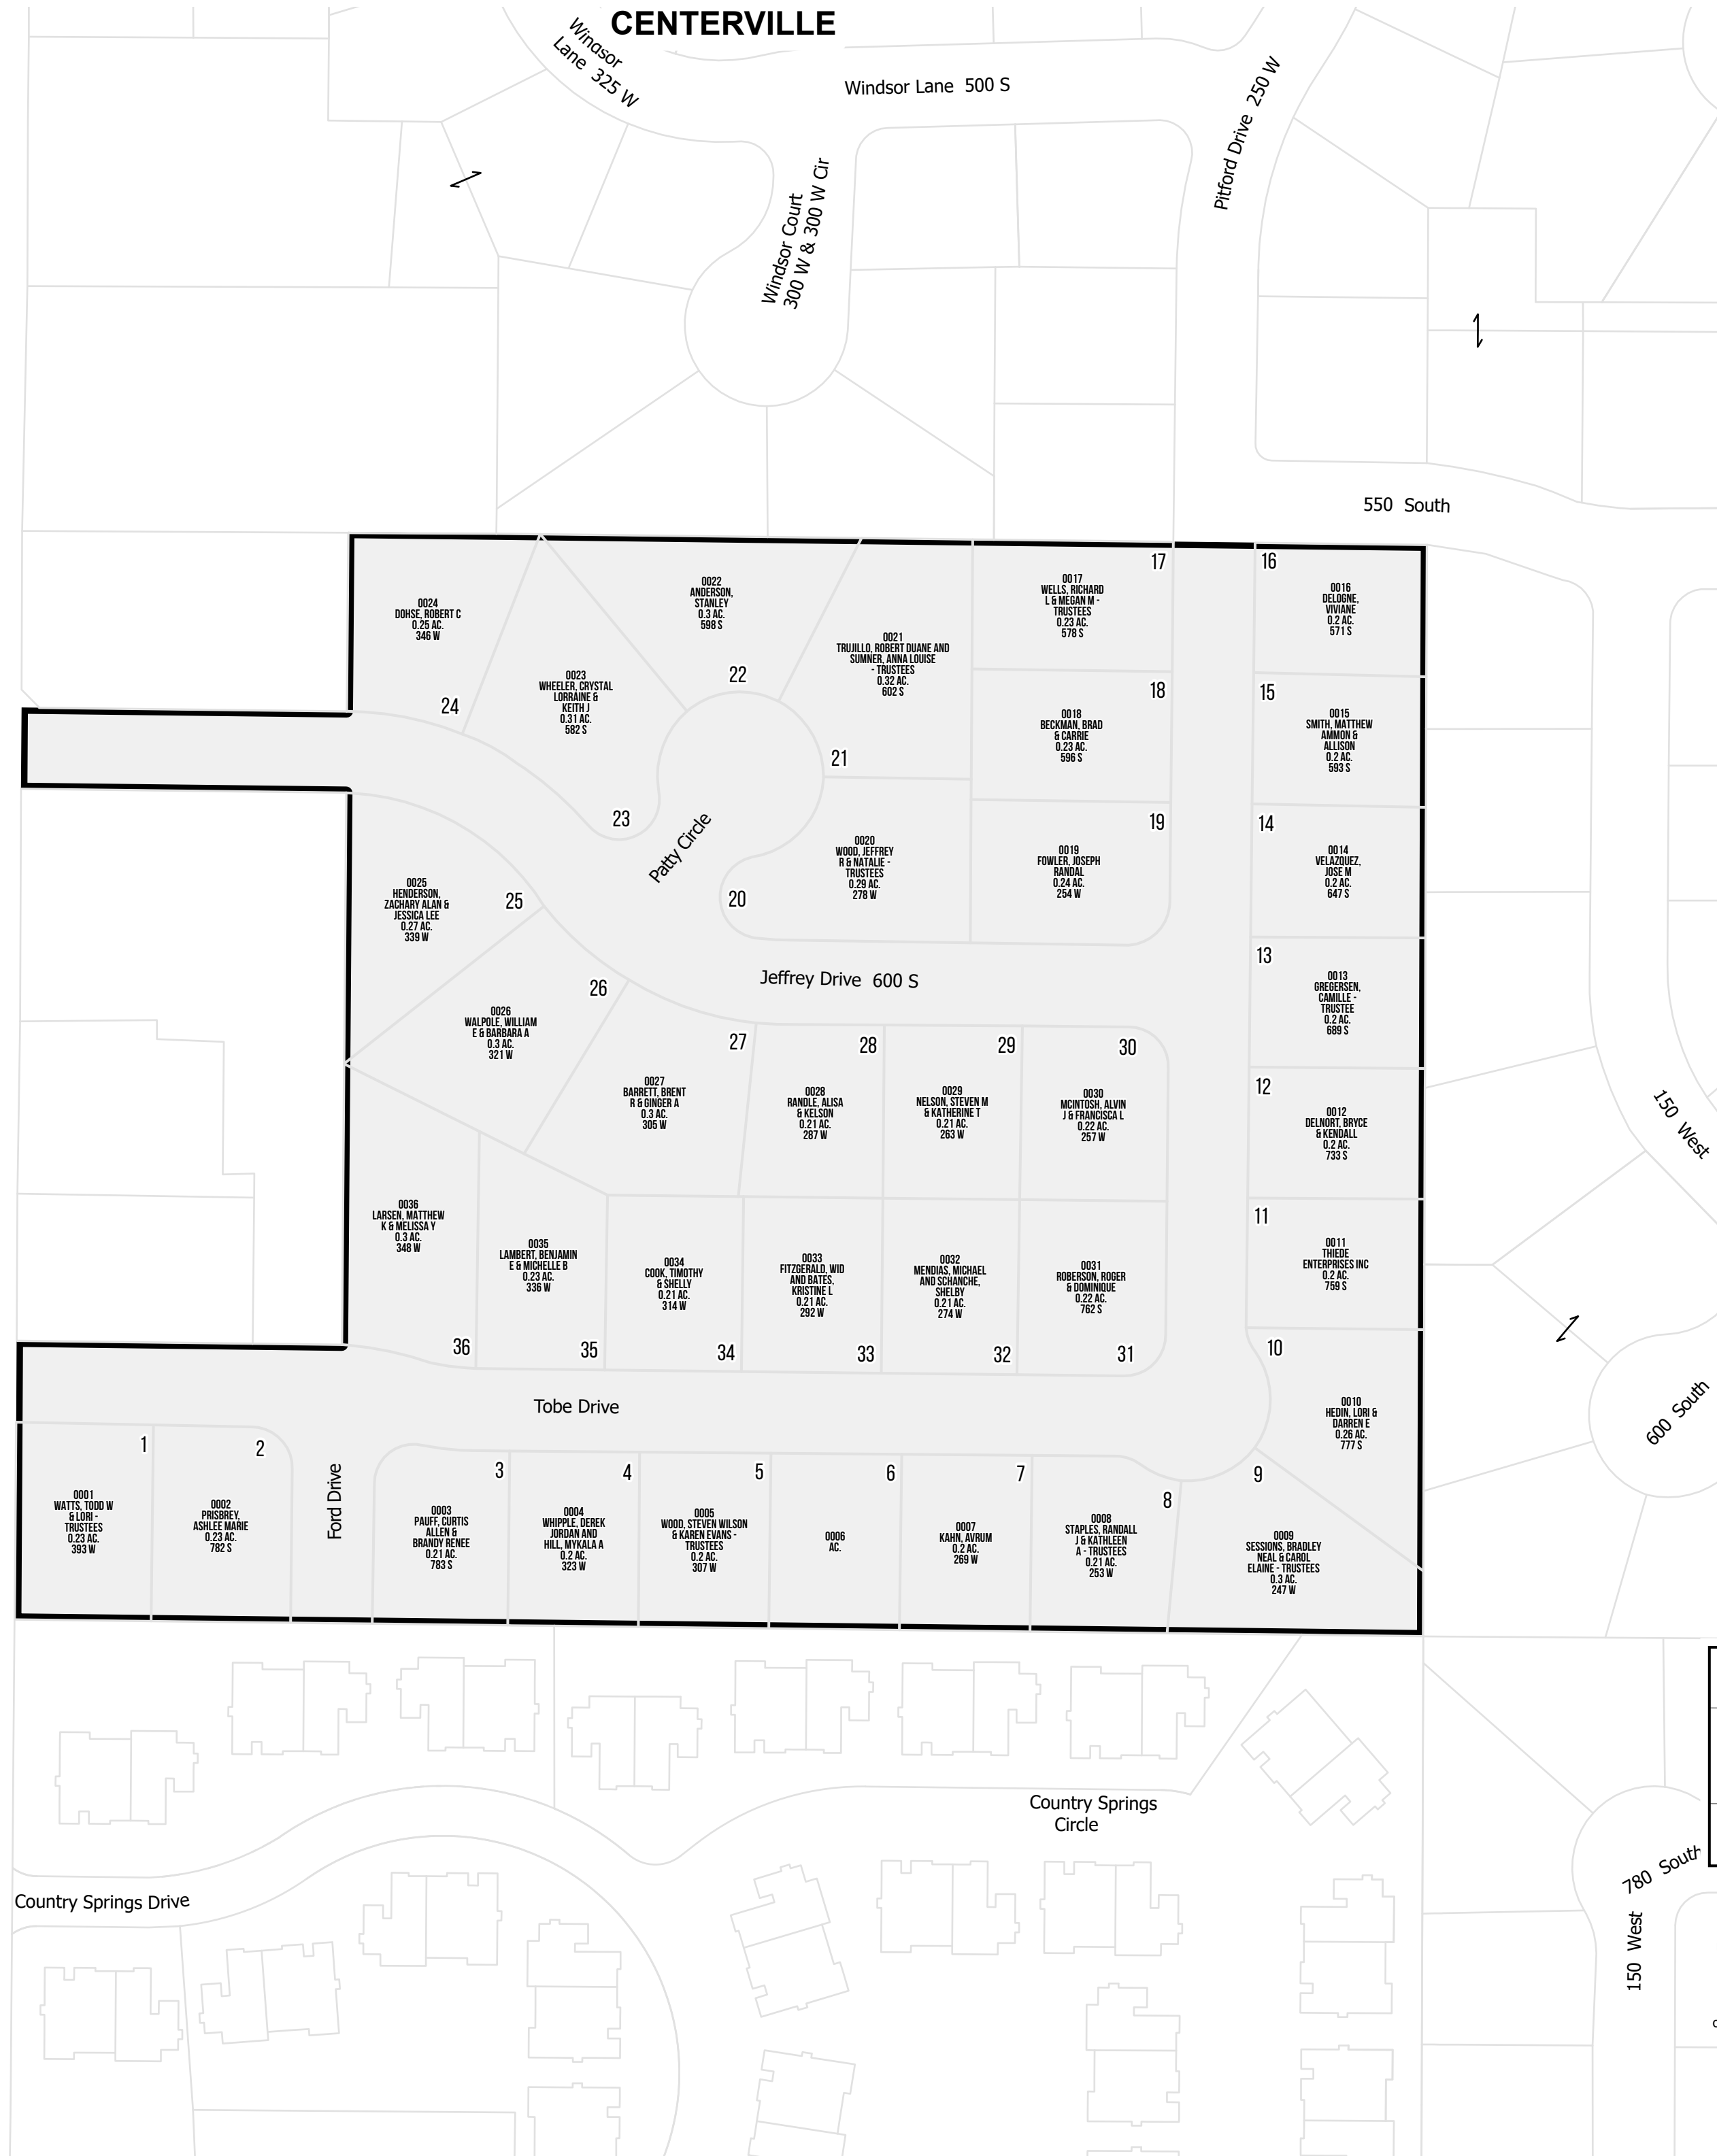 CENTERVILLE
Windsor
Lane 325 W
Windsor Lane 500 S
Pitford Drive 250 W
Windsor Court
300 W & 300 W Cir
550 South
17
16
0017
WELLS, RICHARD
L & MEGAN M -
TRUSTEES
0.23 AC.
578 S
0016
DELOGNE,
VIVIANE
0.2 AC.
571 S
0022
ANDERSON,
STANLEY
0.3 AC.
598 S
22
0024
DOHSE, ROBERT C
0.25 AC.
346 W
24
0021
TRUJILLO, ROBERT DUANE AND
SUMNER, ANNA LOUISE
- TRUSTEES
0.32 AC.
602 S
21
0023
WHEELER, CRYSTAL
LORRAINE &
KEITH J
0.31 AC.
582 S
23
18
0018
BECKMAN, BRAD
& CARRIE
0.23 AC.
596 S
15
0015
SMITH, MATTHEW
AMMON &
ALLISON
0.2 AC.
593 S
Patty Circle
20
0020
WOOD, JEFFREY
R & NATALIE -
TRUSTEES
0.29 AC.
278 W
19
0019
FOWLER, JOSEPH
RANDAL
0.24 AC.
254 W
14
0014
VELAZQUEZ,
JOSE M
0.2 AC.
647 S
0025
HENDERSON,
ZACHARY ALAN &
JESSICA LEE
0.27 AC.
339 W
25
Jeffrey Drive 600 S
13
0013
GREGERSEN,
CAMILLE -
TRUSTEE
0.2 AC.
689 S
26
0026
WALPOLE, WILLIAM
E & BARBARA A
0.3 AC.
321 W
27
0027
BARRETT, BRENT
R & GINGER A
0.3 AC.
305 W
28
0028
RANDLE, ALISA
& KELSON
0.21 AC.
287 W
29
0029
NELSON, STEVEN M
& KATHERINE T
0.21 AC.
263 W
30
0030
MCINTOSH, ALVIN
J & FRANCISCA L
0.22 AC.
257 W
12
0012
DELNORT, BRYCE
& KENDALL
0.2 AC.
733 S
150 West
0036
LARSEN, MATTHEW
K & MELISSA Y
0.3 AC.
348 W
36
0035
LAMBERT, BENJAMIN
E & MICHELLE B
0.23 AC.
336 W
35
0034
COOK, TIMOTHY
& SHELLY
0.21 AC.
314 W
34
0033
FITZGERALD, WID
AND BATES,
KRISTINE L
0.21 AC.
292 W
33
0032
MENDIAS, MICHAEL
AND SCHANCHE,
SHELBY
0.21 AC.
274 W
32
0031
ROBERSON, ROGER
& DOMINIQUE
0.22 AC.
762 S
31
11
0011
THIEDE
ENTERPRISES INC
0.2 AC.
759 S
10
0010
HEDIN, LORI &
DARREN E
0.26 AC.
777 S
600 South
Tobe Drive
Ford Drive
1
0001
WATTS, TODD W
& LORI -
TRUSTEES
0.23 AC.
393 W
2
0002
PRISBREY,
ASHLEE MARIE
0.23 AC.
782 S
3
0003
PAUFF, CURTIS
ALLEN &
BRANDY RENEE
0.21 AC.
783 S
4
0004
WHIPPLE, DEREK
JORDAN AND
HILL, MYKALA A
0.2 AC.
323 W
5
0005
WOOD, STEVEN WILSON
& KAREN EVANS -
TRUSTEES
0.2 AC.
307 W
6
0006
AC.
7
0007
KAHN, AVRUM
0.2 AC.
269 W
8
0008
STAPLES, RANDALL
J & KATHLEEN
A - TRUSTEES
0.21 AC.
253 W
9
0009
SESSIONS, BRADLEY
NEAL & CAROL
ELAINE - TRUSTEES
0.3 AC.
247 W
Country Springs
Circle
Country Springs Drive
780 South
150 West